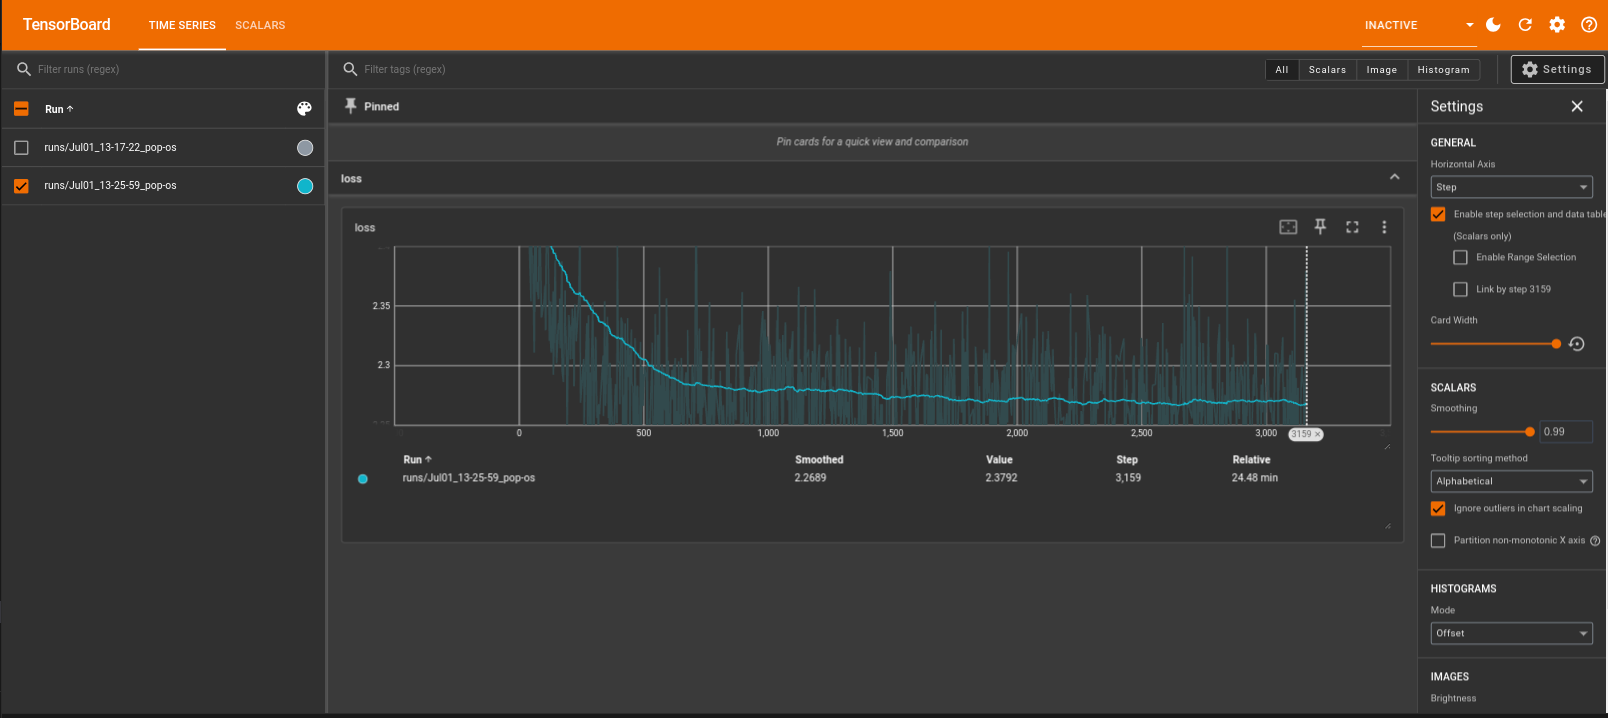 TensorBoard
TIME SERIES
SCALARS
INACTIVE
Filter runs (regex)
Filter tags (regex)
All
Scalars
Image
Histogram
Settings
Run ↑
runs/Jul01_13-17-22_pop-os
runs/Jul01_13-25-59_pop-os
Pinned
Pin cards for a quick view and comparison
loss
loss
2.35
2.3
0
500
1,000
1,500
2,000
2,500
3,000
3159 ×
Run ↑ Smoothed Value Step Relative
runs/Jul01_13-25-59_pop-os 2.2689 2.3792 3,159 24.48 min
Settings
GENERAL
Horizontal Axis
Step
Enable step selection and data table
(Scalars only)
Enable Range Selection
Link by step 3159
Card Width
SCALARS
Smoothing
0.99
Tooltip sorting method
Alphabetical
Ignore outliers in chart scaling
Partition non-monotonic X axis
HISTOGRAMS
Mode
Offset
IMAGES
Brightness